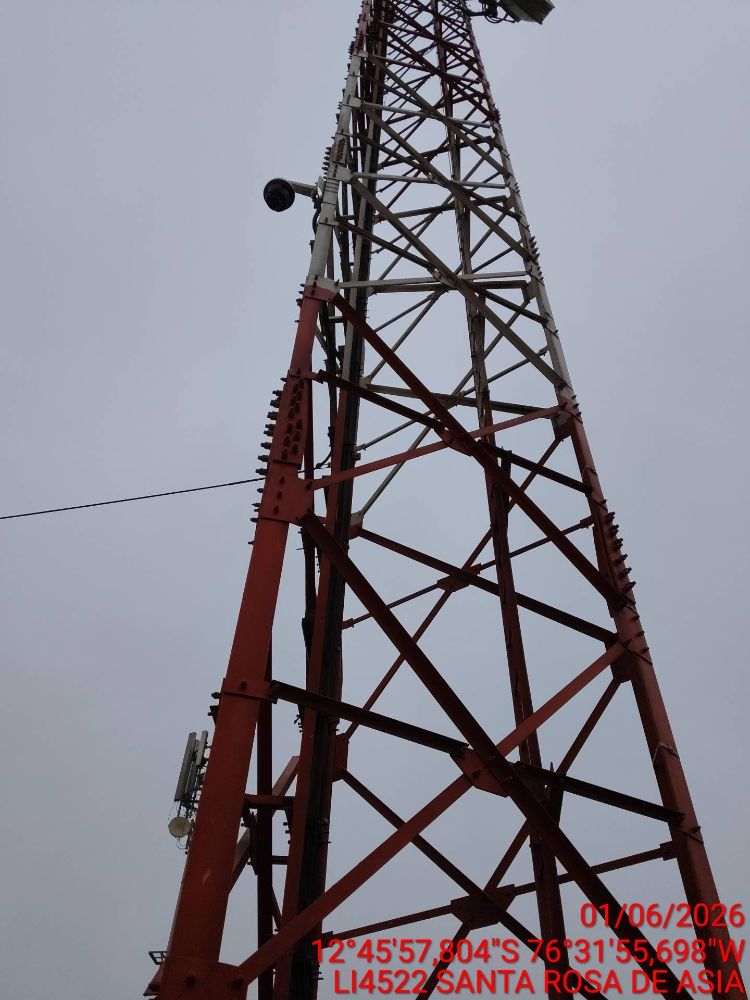 01/06/2026
12°45'57,804"S 76°31'55,698"W
LI4522 SANTA ROSA DE ASIA